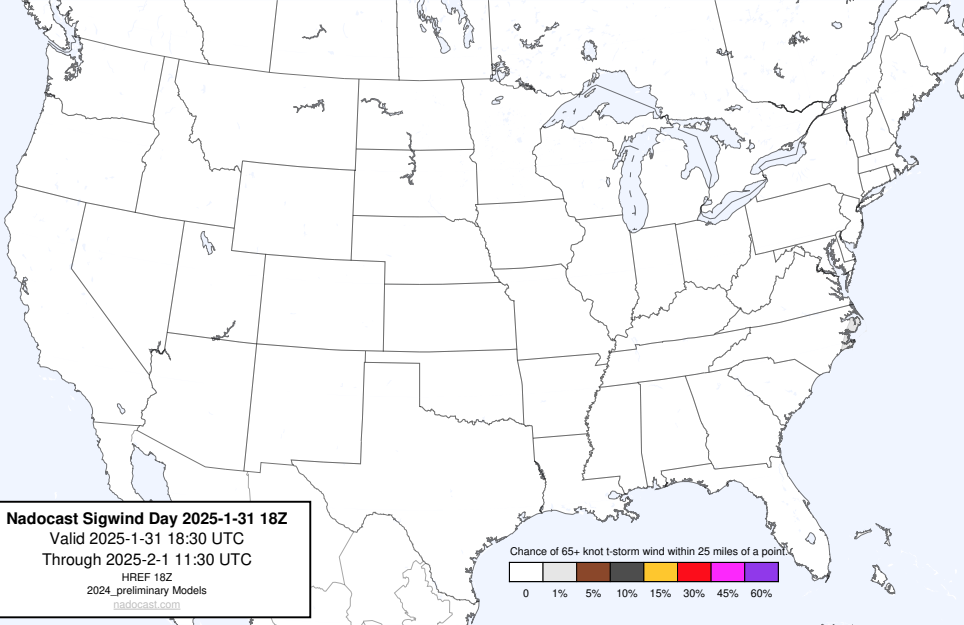 Nadocast Sigwind Day 2025-1-31 18Z
Valid 2025-1-31 18:30 UTC
Through 2025-2-1 11:30 UTC
HREF 18Z
2024_preliminary Models
nadocast.com
Chance of 65+ knot t-storm wind within 25 miles of a point.
0 1% 5% 10% 15% 30% 45% 60%